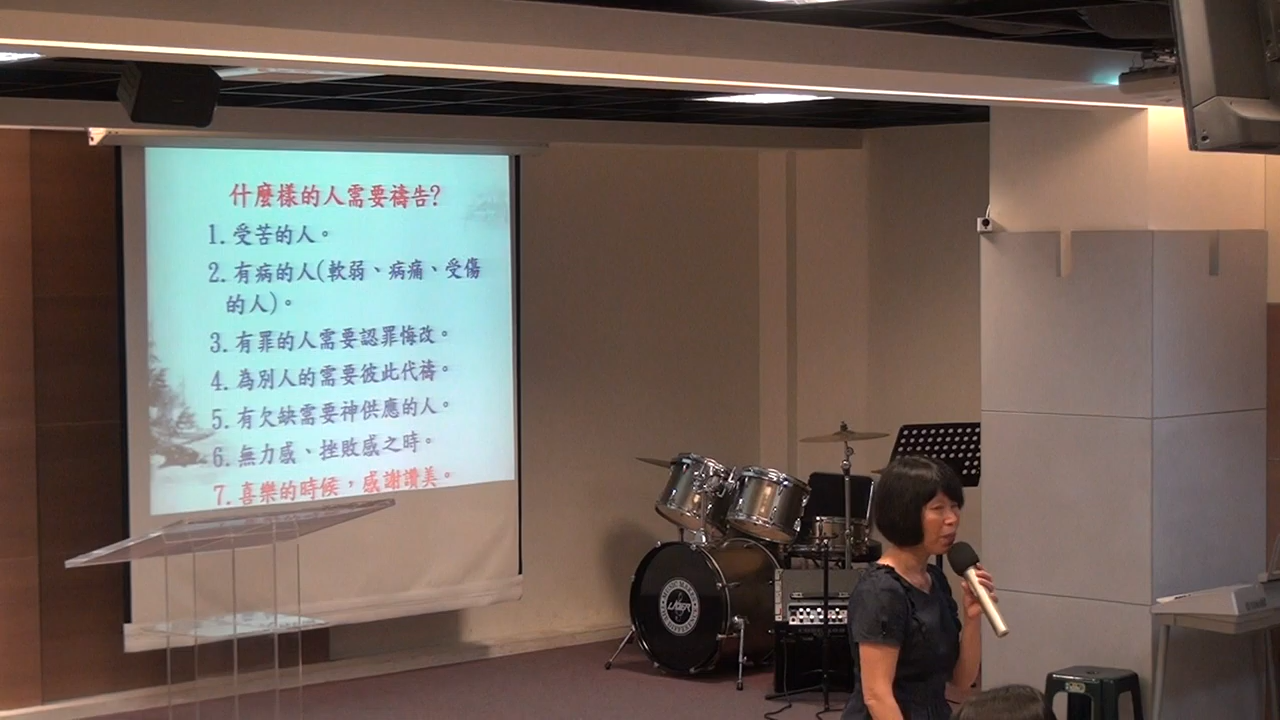 什麼樣的人需要禱告?
1. 受苦的人。
2. 有病的人(軟弱、病痛、受傷
的人)。
3. 有罪的人需要認罪悔改。
4. 為別人的需要彼此代禱。
5. 有欠缺需要神供應的人。
6. 無力感、挫敗感之時。
7. 喜樂的時候，感謝讚美。